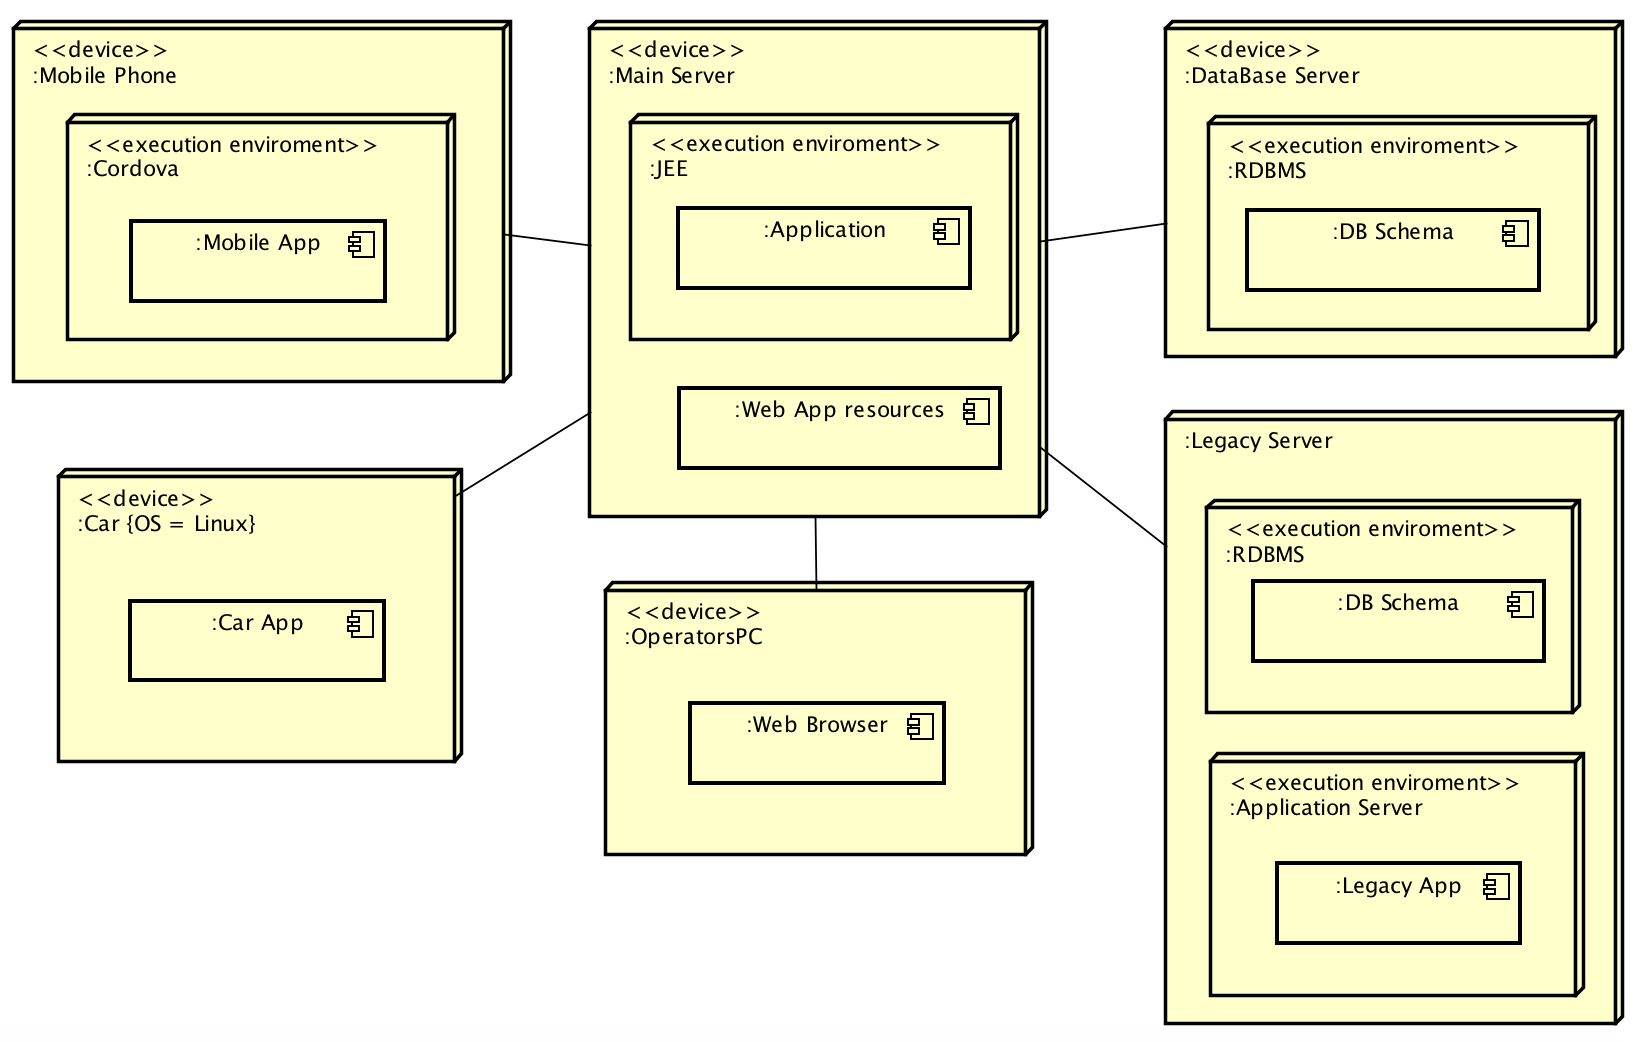 <<device>>
:Mobile Phone
<<execution enviroment>>
:Cordova
:Mobile App
<<device>>
:Main Server
<<execution enviroment>>
:JEE
:Application
:Web App resources
<<device>>
:DataBase Server
<<execution enviroment>>
:RDBMS
:DB Schema
<<device>>
:Car {OS = Linux}
:Car App
<<device>>
:OperatorsPC
:Web Browser
:Legacy Server
<<execution enviroment>>
:RDBMS
:DB Schema
<<execution enviroment>>
:Application Server
:Legacy App